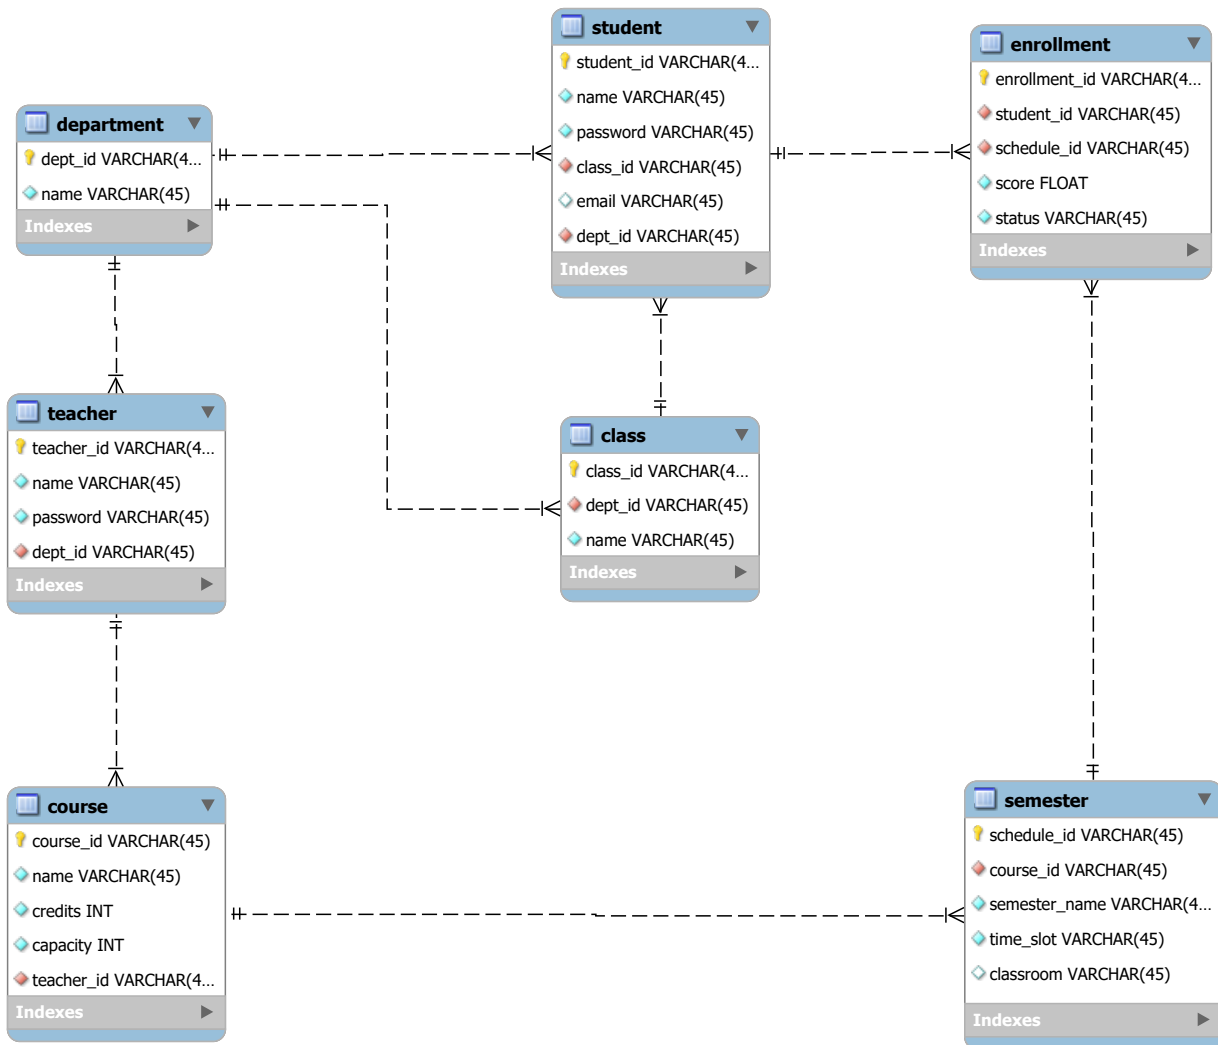 student
student_id VARCHAR(4...
name VARCHAR(45)
password VARCHAR(45)
class_id VARCHAR(45)
email VARCHAR(45)
dept_id VARCHAR(45)
Indexes
enrollment
enrollment_id VARCHAR(4...
student_id VARCHAR(45)
schedule_id VARCHAR(45)
score FLOAT
status VARCHAR(45)
Indexes
department
dept_id VARCHAR(4...
name VARCHAR(45)
Indexes
teacher
teacher_id VARCHAR(4...
name VARCHAR(45)
password VARCHAR(45)
dept_id VARCHAR(45)
Indexes
class
class_id VARCHAR(4...
dept_id VARCHAR(45)
name VARCHAR(45)
Indexes
course
course_id VARCHAR(45)
name VARCHAR(45)
credits INT
capacity INT
teacher_id VARCHAR(4...
Indexes
semester
schedule_id VARCHAR(45)
course_id VARCHAR(45)
semester_name VARCHAR(4...
time_slot VARCHAR(45)
classroom VARCHAR(45)
Indexes